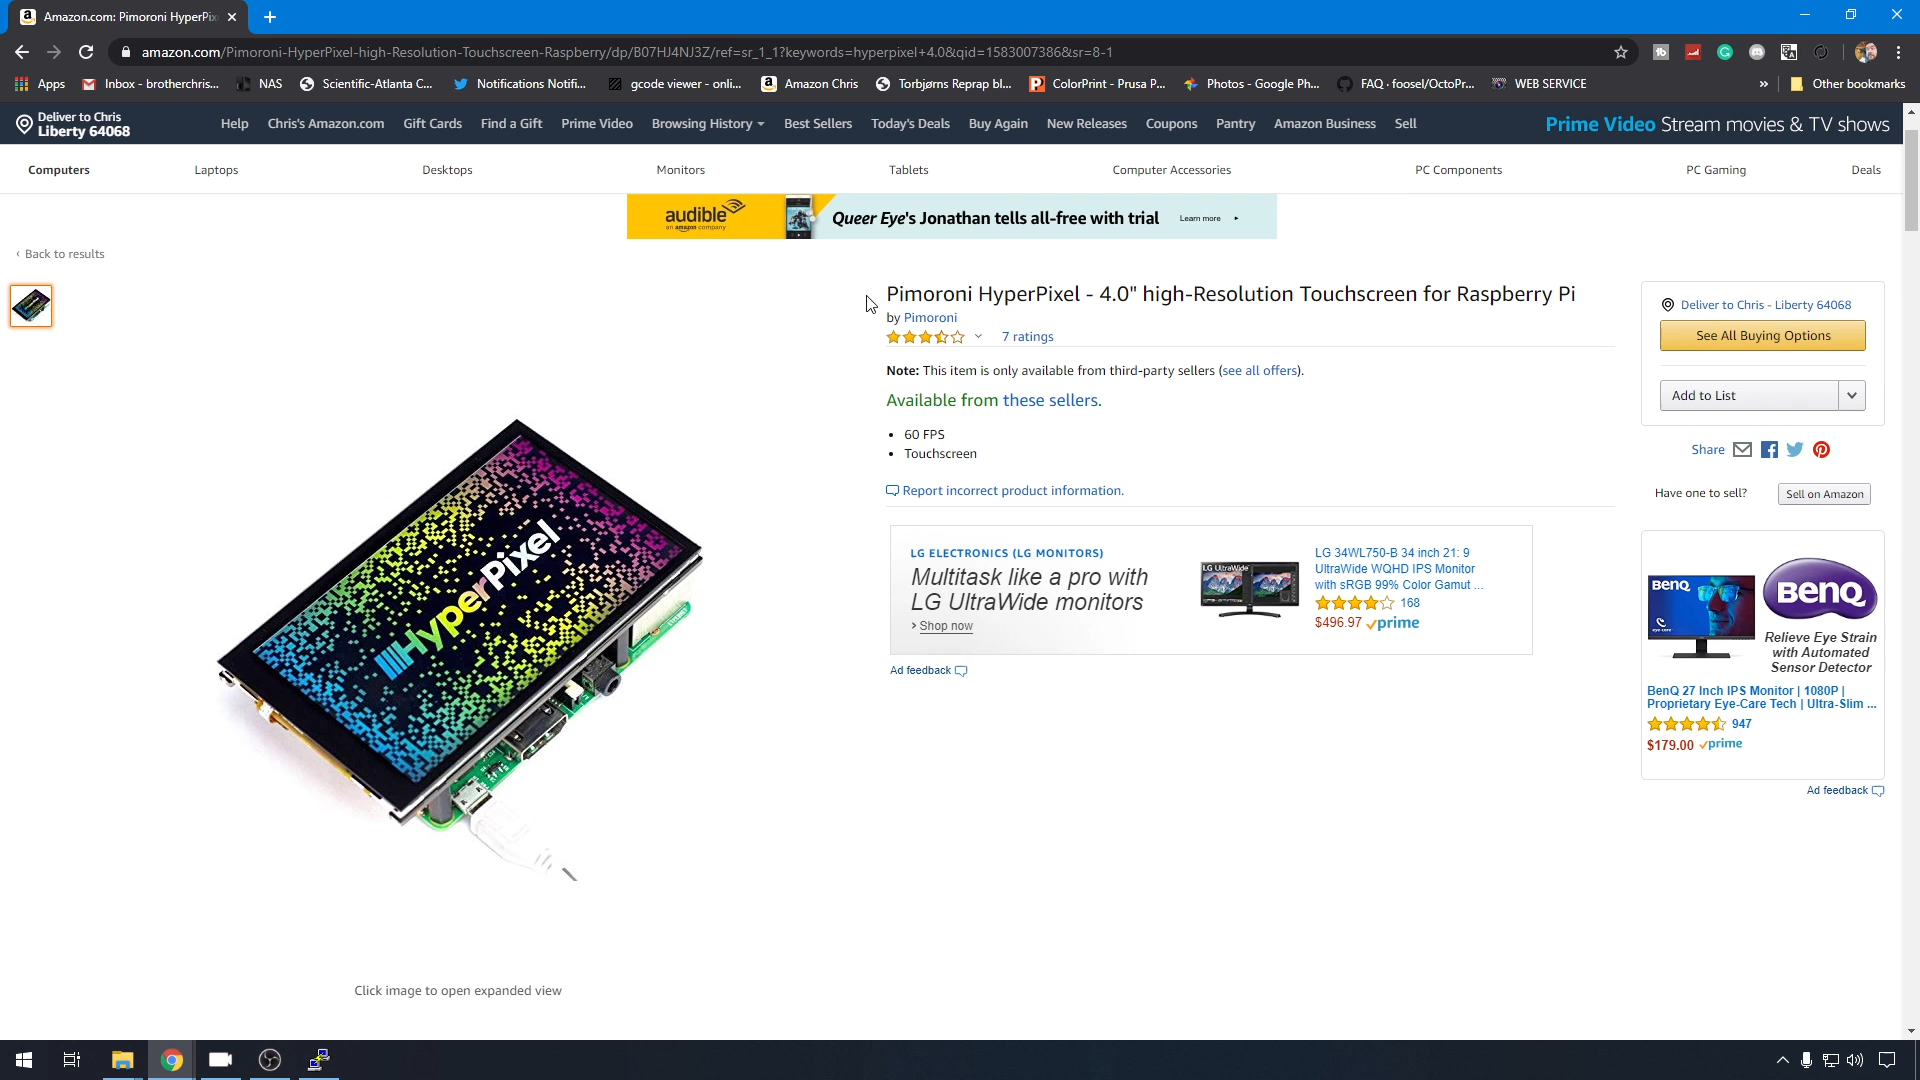 Amazon.com: Pimoroni HyperPix
amazon.com/Pimoroni-HyperPixel-high-Resolution-Touchscreen-Raspberry/dp/B07HJ4NJ3Z/ref=sr_1_1?keywords=hyperpixel+4.0&qid=1583007386&sr=8-1
Apps Inbox - brotherchris... NAS Scientific-Atlanta C... Notifications Notifi... gcode viewer - onli... Amazon Chris Torbjørns Reprap bl... ColorPrint - Prusa P... Photos - Google Ph... FAQ · foosel/OctoPr... WEB SERVICE » Other bookmarks
Deliver to Chris
Liberty 64068
Help Chris's Amazon.com Gift Cards Find a Gift Prime Video Browsing History Best Sellers Today's Deals Buy Again New Releases Coupons Pantry Amazon Business Sell
Prime Video Stream movies & TV shows
Computers Laptops Desktops Monitors Tablets Computer Accessories PC Components PC Gaming Deals
audible
an amazon company
Queer Eye's Jonathan tells all-free with trial Learn more
‹ Back to results
Pimoroni HyperPixel - 4.0" high-Resolution Touchscreen for Raspberry Pi
by Pimoroni
7 ratings
Note: This item is only available from third-party sellers (see all offers).
Available from these sellers.
• 60 FPS
• Touchscreen
Report incorrect product information.
LG ELECTRONICS (LG MONITORS)
Multitask like a pro with
LG UltraWide monitors
› Shop now
LG UltraWide
LG 34WL750-B 34 inch 21: 9
UltraWide WQHD IPS Monitor
with sRGB 99% Color Gamut ...
168
$496.97 prime
Ad feedback
HyperPixel
Click image to open expanded view
Deliver to Chris - Liberty 64068
See All Buying Options
Add to List
Share
Have one to sell? Sell on Amazon
BenQ
BenQ
eye-care
Relieve Eye Strain
with Automated
Sensor Detector
BenQ 27 Inch IPS Monitor | 1080P |
Proprietary Eye-Care Tech | Ultra-Slim ...
947
$179.00 prime
Ad feedback